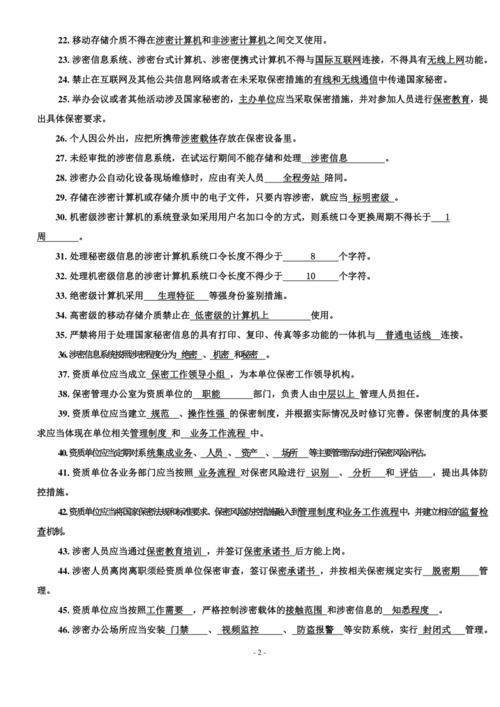 22. 移动存储介质不得在涉密计算机和非涉密计算机之间交叉使用。
23. 涉密信息系统、涉密台式计算机、涉密便携式计算机不得与国际互联网连接，不得具有无线上网功能。
24. 禁止在互联网及其他公共信息网络或者在未采取保密措施的有线和无线通信中传递国家秘密。
25. 举办会议或者其他活动涉及国家秘密的，主办单位应当采取保密措施，并对参加人员进行保密教育，提
出具体保密要求。
26. 个人因公外出，应把所携带涉密载体存放在保密设备里。
27. 未经审批的涉密信息系统，在试运行期间不能存储和处理 涉密信息 。
28. 涉密办公自动化设备现场维修时，应由有关人员 全程旁站 陪同。
29. 存储在涉密计算机或存储介质中的电子文件，只要内容涉密，就应当 标明密级 。
30. 机密级涉密计算机的系统登录如采用用户名加口令的方式，则系统口令更换周期不得长于 1
周 。
31. 处理秘密级信息的涉密计算机系统口令长度不得少于 8 个字符。
32. 处理机密级信息的涉密计算机系统口令长度不得少于 10 个字符。
33. 绝密级计算机采用 生理特征 等强身份鉴别措施。
34. 高密级的移动存储介质禁止在 低密级的计算机上 使用。
35. 严禁将用于处理国家秘密信息的具有打印、复印、传真等多功能的一体机与 普通电话线 连接。
36. 涉密信息系统按照涉密程度分为 绝密 、 机密 和 秘密 。
37. 资质单位应当成立 保密工作领导小组 ，为本单位保密工作领导机构。
38. 保密管理办公室为资质单位的 职能 部门，负责人由中层以上 管理人员担任。
39. 资质单位应当建立 规范 、操作性强 的保密制度，并根据实际情况及时修订完善。保密制度的具体要
求应当体现在单位相关管理制度 和 业务工作流程 中。
40. 资质单位应当定期对系统集成业务、 人员 、 资产 、 场所 等主要管理活动进行保密风险评估。
41. 资质单位各业务部门应当按照 业务流程 对保密风险进行 识别 、 分析 和 评估 ，提出具体防
控措施。
42. 资质单位应当将国家保密法规和标准要求、保密风险防控措施融入到管理制度和业务工作流程中，并建立相应的监督检
查机制。
43. 涉密人员应当通过保密教育培训 ，并签订保密承诺书 后方能上岗。
44. 涉密人员离岗离职须经资质单位保密审查，签订保密承诺书 ，并按相关保密规定实行 脱密期 管
理。
45. 资质单位应当按照工作需要 ，严格控制涉密载体的接触范围 和涉密信息的 知悉程度 。
46. 涉密办公场所应当安装 门禁 、 视频监控 、 防盗报警 等安防系统，实行 封闭式 管理。
- 2 -